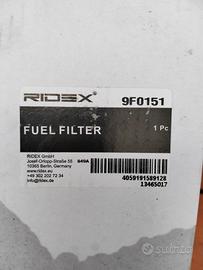 RIDEX
9F0151
FUEL FILTER
1 Pc
RIDEX GmbH
Josef-Orlopp-Straße 55
849A
10365 Berlin, Germany
www.ridex.eu
+49 302 202 72 34
info@ridex.de
4059191589128
13465017
subito